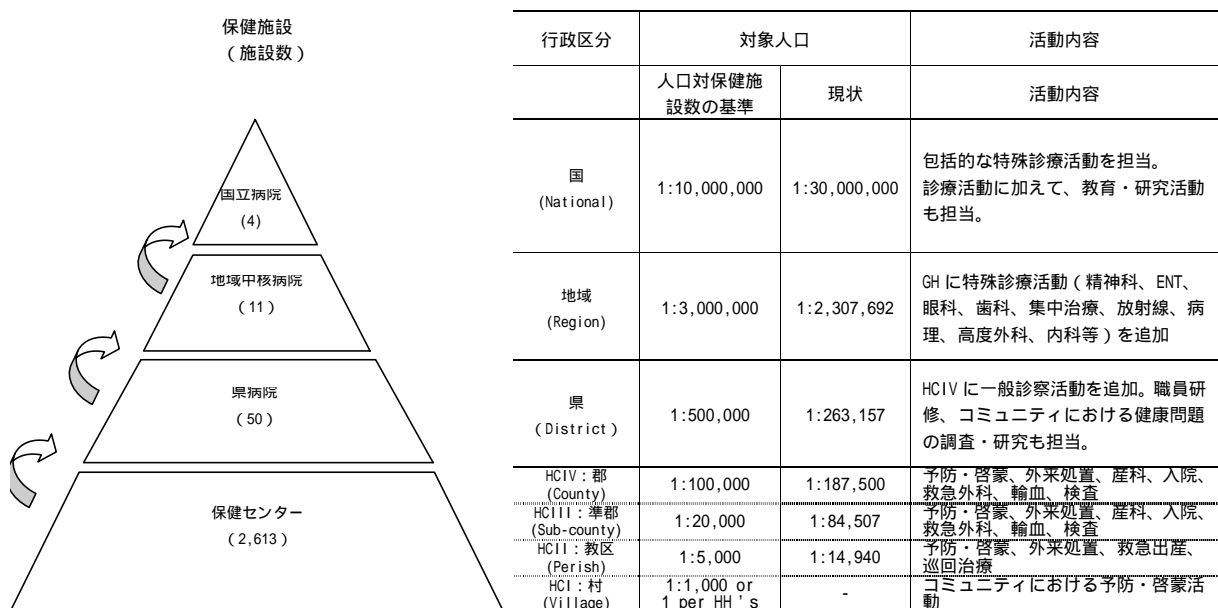 保健施設
（施設数）
国立病院
(4)
地域中核病院
（11）
県病院
（50）
保健センター
（2,613）
行政区分
対象人口
活動内容
人口対保健施
設数の基準
現状
活動内容
国
(National)
1:10,000,000
1:30,000,000
包括的な特殊診療活動を担当。
診療活動に加えて、教育・研究活動
も担当。
地域
(Region)
1:3,000,000
1:2,307,692
GHに特殊診療活動（精神科、ENT、
眼科、歯科、集中治療、放射線、病
理、高度外科、内科等）を追加
県
（District）
1:500,000
1:263,157
HCIVに一般診察活動を追加。職員研
修、コミュニティにおける健康問題
の調査・研究も担当。
HCIV：郡
(County)
1:100,000
1:187,500
予防・啓蒙、外来処置、産科、入院、
救急外科、輸血、検査
HCIII：準郡
(Sub-county)
1:20,000
1:84,507
予防・啓蒙、外来処置、産科、入院、
救急外科、輸血、検査
HCII：教区
(Perish)
1:5,000
1:14,940
予防・啓蒙、外来処置、救急出産、
巡回治療
HCI：村
(Village)
1:1,000 or
1 per HH's
-
コミュニティにおける予防・啓蒙活
動